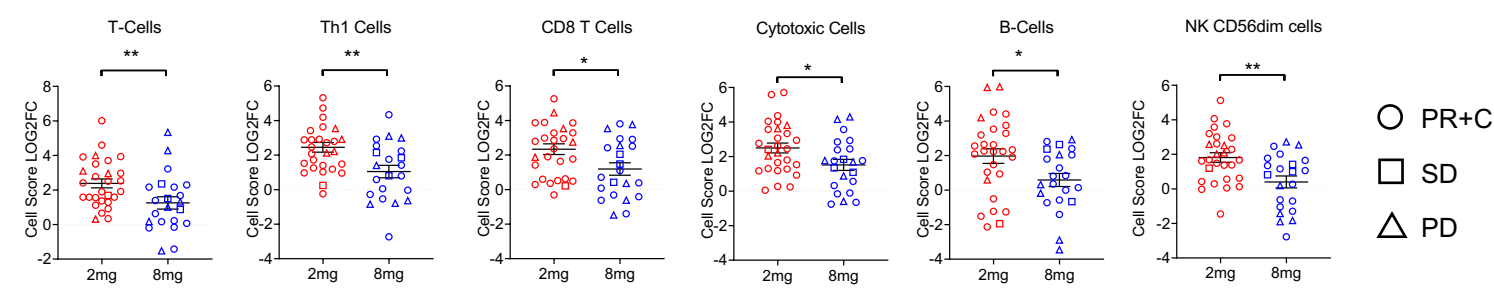 T-Cells
**
Cell Score LOG2FC
8
6
4
2
0
-2
2mg
8mg
Th1 Cells
**
Cell Score LOG2FC
6
4
2
0
-2
-4
2mg
8mg
CD8 T Cells
*
Cell Score LOG2FC
6
4
2
0
-2
-4
2mg
8mg
Cytotoxic Cells
*
Cell Score LOG2FC
6
4
2
0
-2
-4
2mg
8mg
B-Cells
*
Cell Score LOG2FC
6
4
2
0
-2
-4
2mg
8mg
NK CD56dim cells
**
Cell Score LOG2FC
6
4
2
0
-2
-4
2mg
8mg
PR+C
SD
PD